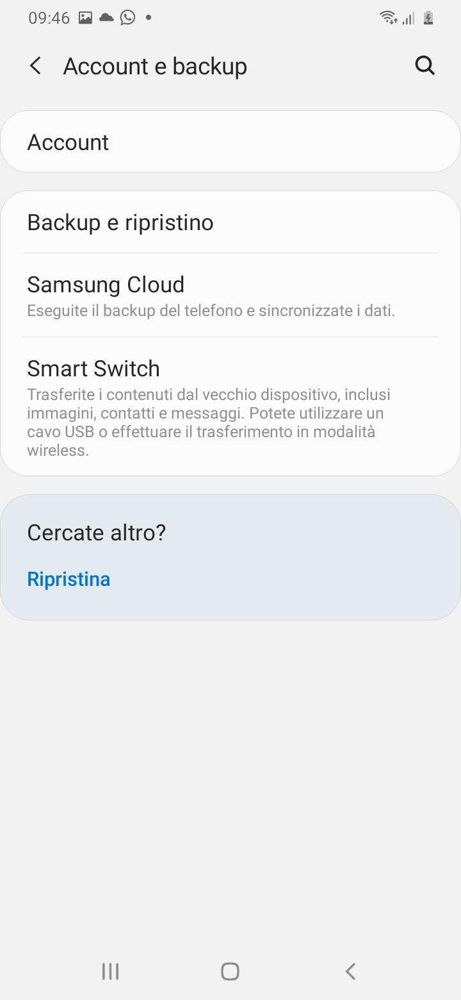 09:46
Account e backup
Account
Backup e ripristino
Samsung Cloud
Eseguite il backup del telefono e sincronizzate i dati.
Smart Switch
Trasferite i contenuti dal vecchio dispositivo, inclusi
immagini, contatti e messaggi. Potete utilizzare un
cavo USB o effettuare il trasferimento in modalità
wireless.
Cercate altro?
Ripristina